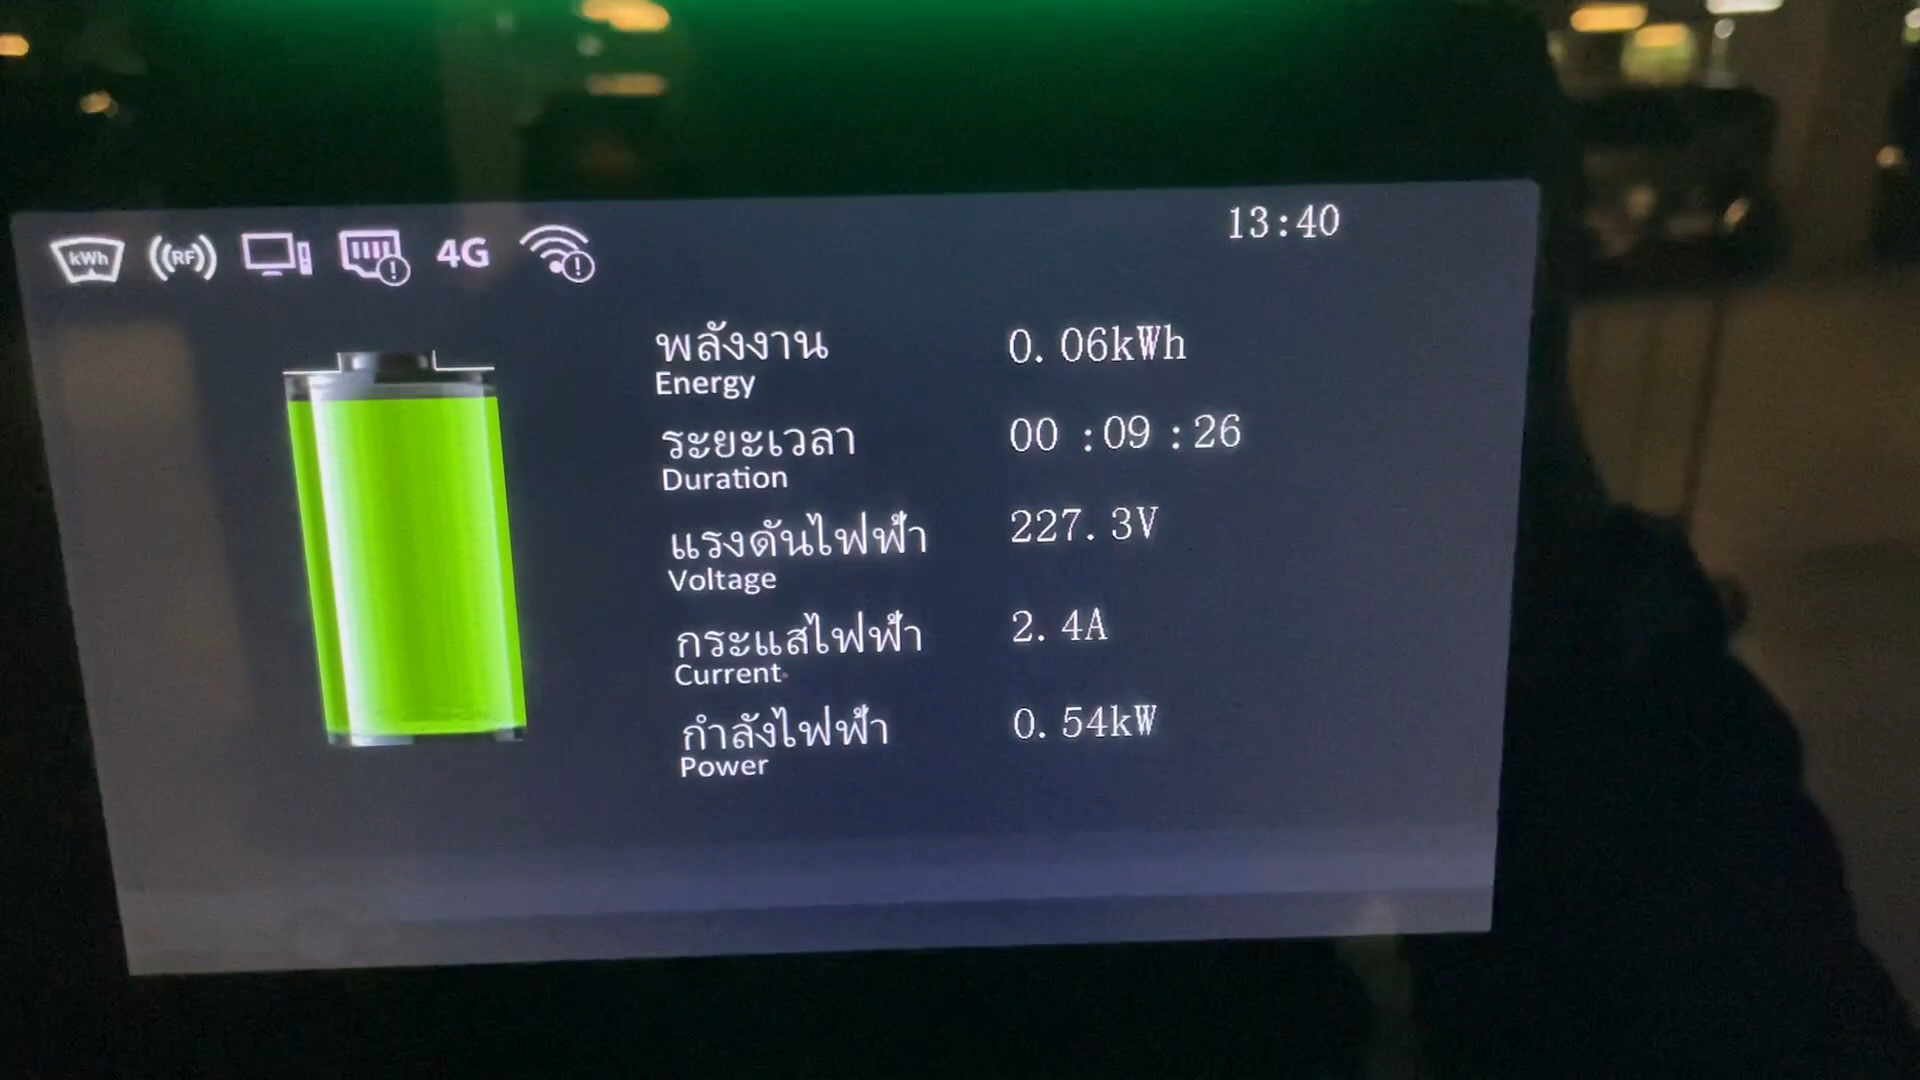 kWh RF 4G 13:40
พลังงาน 0.06kWh
Energy
ระยะเวลา 00:09:26
Duration
แรงดันไฟฟ้า 227.3V
Voltage
กระแสไฟฟ้า 2.4A
Current
กำลังไฟฟ้า 0.54kW
Power